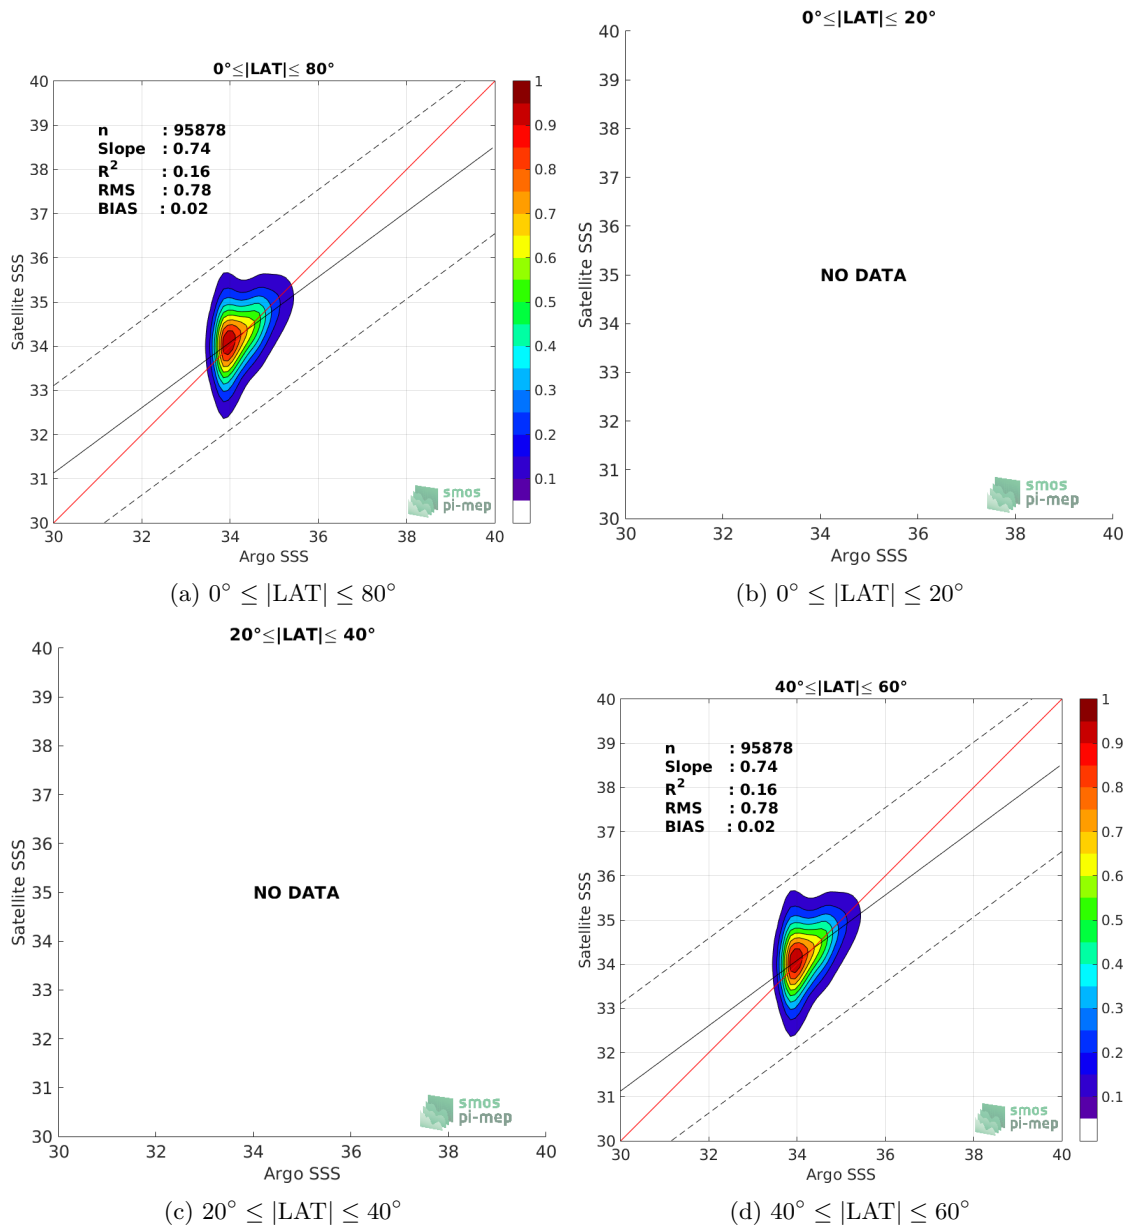 0°≤|LAT|≤ 80°
40
39
38
37
36
35
34
33
32
31
30
Satellite SSS
n : 95878
Slope : 0.74
R² : 0.16
RMS : 0.78
BIAS : 0.02
smos
pi-mep
30 32 34 36 38 40
Argo SSS
1
0.9
0.8
0.7
0.6
0.5
0.4
0.3
0.2
0.1
(a) 0° ≤ |LAT| ≤ 80°
0°≤|LAT|≤ 20°
40
39
38
37
36
35
34
33
32
31
30
Satellite SSS
NO DATA
smos
pi-mep
30 32 34 36 38 40
Argo SSS
(b) 0° ≤ |LAT| ≤ 20°
20°≤|LAT|≤ 40°
40
39
38
37
36
35
34
33
32
31
30
Satellite SSS
NO DATA
smos
pi-mep
30 32 34 36 38 40
Argo SSS
(c) 20° ≤ |LAT| ≤ 40°
40°≤|LAT|≤ 60°
40
39
38
37
36
35
34
33
32
31
30
Satellite SSS
n : 95878
Slope : 0.74
R² : 0.16
RMS : 0.78
BIAS : 0.02
smos
pi-mep
30 32 34 36 38 40
Argo SSS
1
0.9
0.8
0.7
0.6
0.5
0.4
0.3
0.2
0.1
(d) 40° ≤ |LAT| ≤ 60°